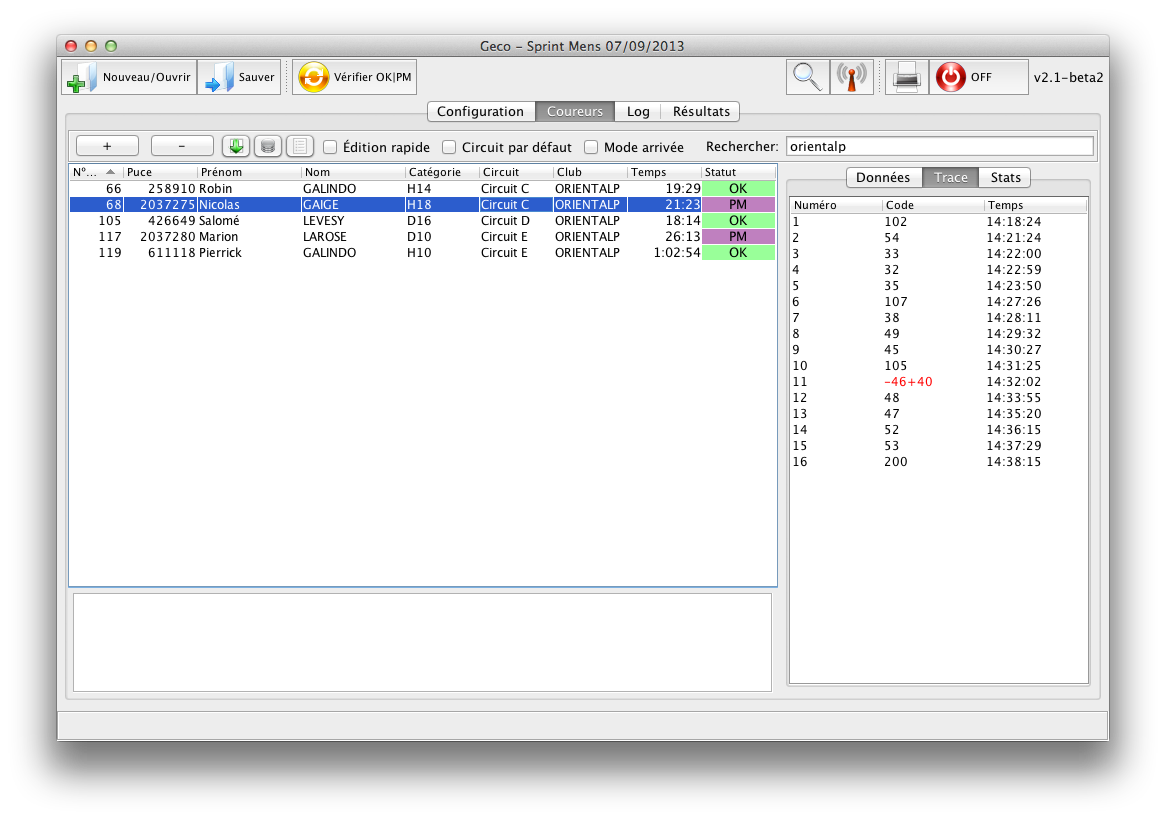 Geco – Sprint Mens 07/09/2013
Nouveau/Ouvrir Sauver Vérifier OK|PM OFF v2.1-beta2
Configuration Coureurs Log Résultats
+ – Édition rapide Circuit par défaut Mode arrivée Rechercher: orientalp
N°... Puce Prénom Nom Catégorie Circuit Club Temps Statut
66 258910 Robin GALINDO H14 Circuit C ORIENTALP 19:29 OK
68 2037275 Nicolas GAIGE H18 Circuit C ORIENTALP 21:23 PM
105 426649 Salomé LEVESY D16 Circuit D ORIENTALP 18:14 OK
117 2037280 Marion LAROSE D10 Circuit E ORIENTALP 26:13 PM
119 611118 Pierrick GALINDO H10 Circuit E ORIENTALP 1:02:54 OK
Données Trace Stats
Numéro Code Temps
1 102 14:18:24
2 54 14:21:24
3 33 14:22:00
4 32 14:22:59
5 35 14:23:50
6 107 14:27:26
7 38 14:28:11
8 49 14:29:32
9 45 14:30:27
10 105 14:31:25
11 -46+40 14:32:02
12 48 14:33:55
13 47 14:35:20
14 52 14:36:15
15 53 14:37:29
16 200 14:38:15